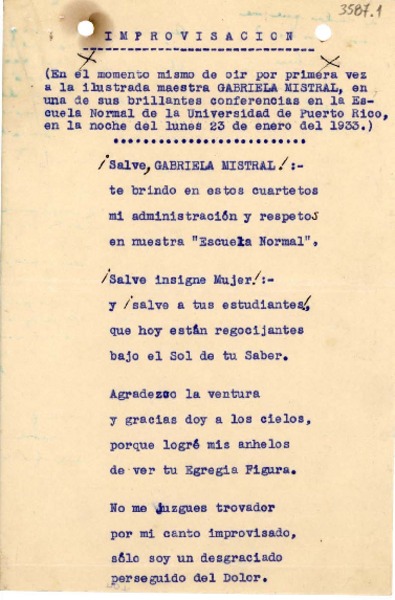 3587.1
IMPROVISACION
(En el momento mismo de oir por primera vez
a la ilustrada maestra GABRIELA MISTRAL, en
una de sus brillantes conferencias en la Es-
cuela Normal de la Universidad de Puerto Rico,
en la noche del lunes 23 de enero del 1933.)
¡Salve, GABRIELA MISTRAL!:-
te brindo en estos cuartetos
mi administración y respetos
en nuestra "Escuela Normal".
¡Salve insigne Mujer!:-
y ¡salve a tus estudiantes!,
que hoy están regocijantes
bajo el Sol de tu Saber.
Agradezco la ventura
y gracias doy a los cielos,
porque logré mis anhelos
de ver tu Egregia Figura.
No me juzgues trovador
por mi canto improvisado,
sólo soy un desgraciado
perseguido del Dolor.